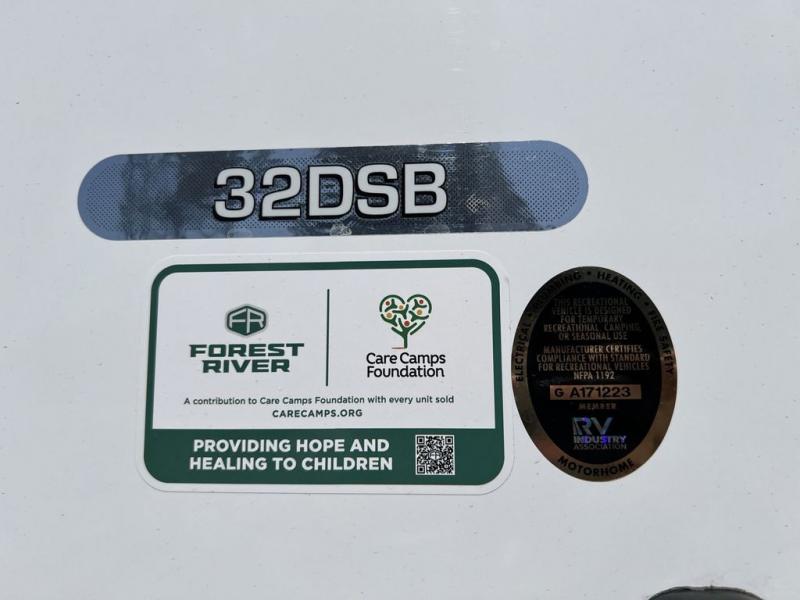 32DSB
FR
FOREST
RIVER
Care Camps
Foundation
A contribution to Care Camps Foundation with every unit sold
CARECAMPS.ORG
PROVIDING HOPE AND
HEALING TO CHILDREN
ELECTRICAL • PLUMBING • HEATING • FIRE SAFETY
THIS RECREATIONAL
VEHICLE IS DESIGNED
FOR TEMPORARY
RECREATIONAL, CAMPING,
OR SEASONAL USE
MANUFACTURER CERTIFIES
COMPLIANCE WITH STANDARD
FOR RECREATIONAL VEHICLES
NFPA 1192
G A171223
MEMBER
RV
INDUSTRY
ASSOCIATION
MOTORHOME